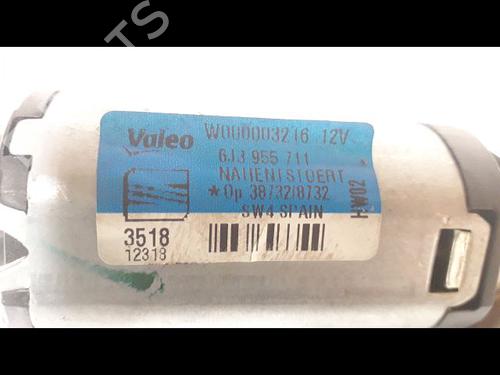 Valeo W000003216 12V
6J3 955 711
NAHENTSTOERT
*Op 38732/8732
SW4 SPAIN
HW02
3518
12318